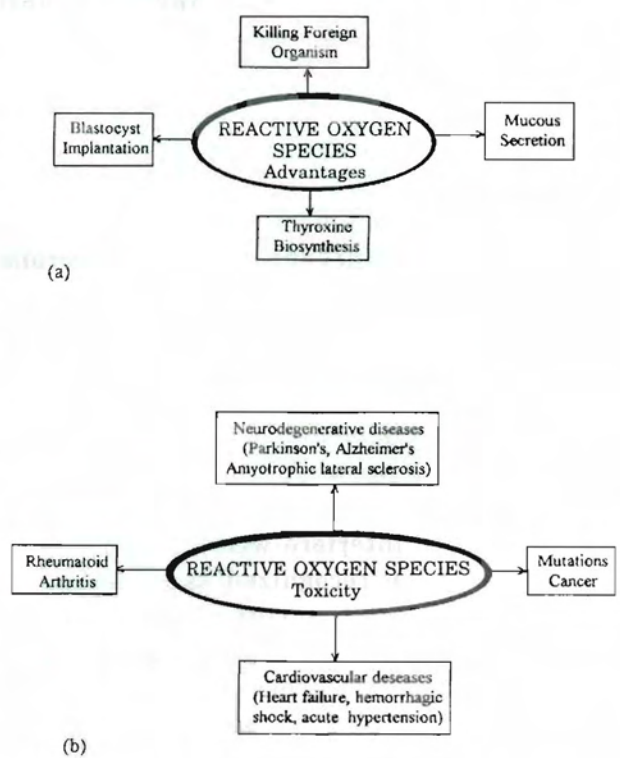 Killing Foreign
Organism
Blastocyst
Implantation
REACTIVE OXYGEN
SPECIES
Advantages
Mucous
Secretion
Thyroxine
Biosynthesis
(a)
Neurodegenerative diseases
(Parkinson's, Alzheimer's
Amyotrophic lateral sclerosis)
Rheumatoid
Arthritis
REACTIVE OXYGEN SPECIES
Toxicity
Mutations
Cancer
Cardiovascular deseases
(Heart failure, hemorrhagic
shock, acute hypertension)
(b)